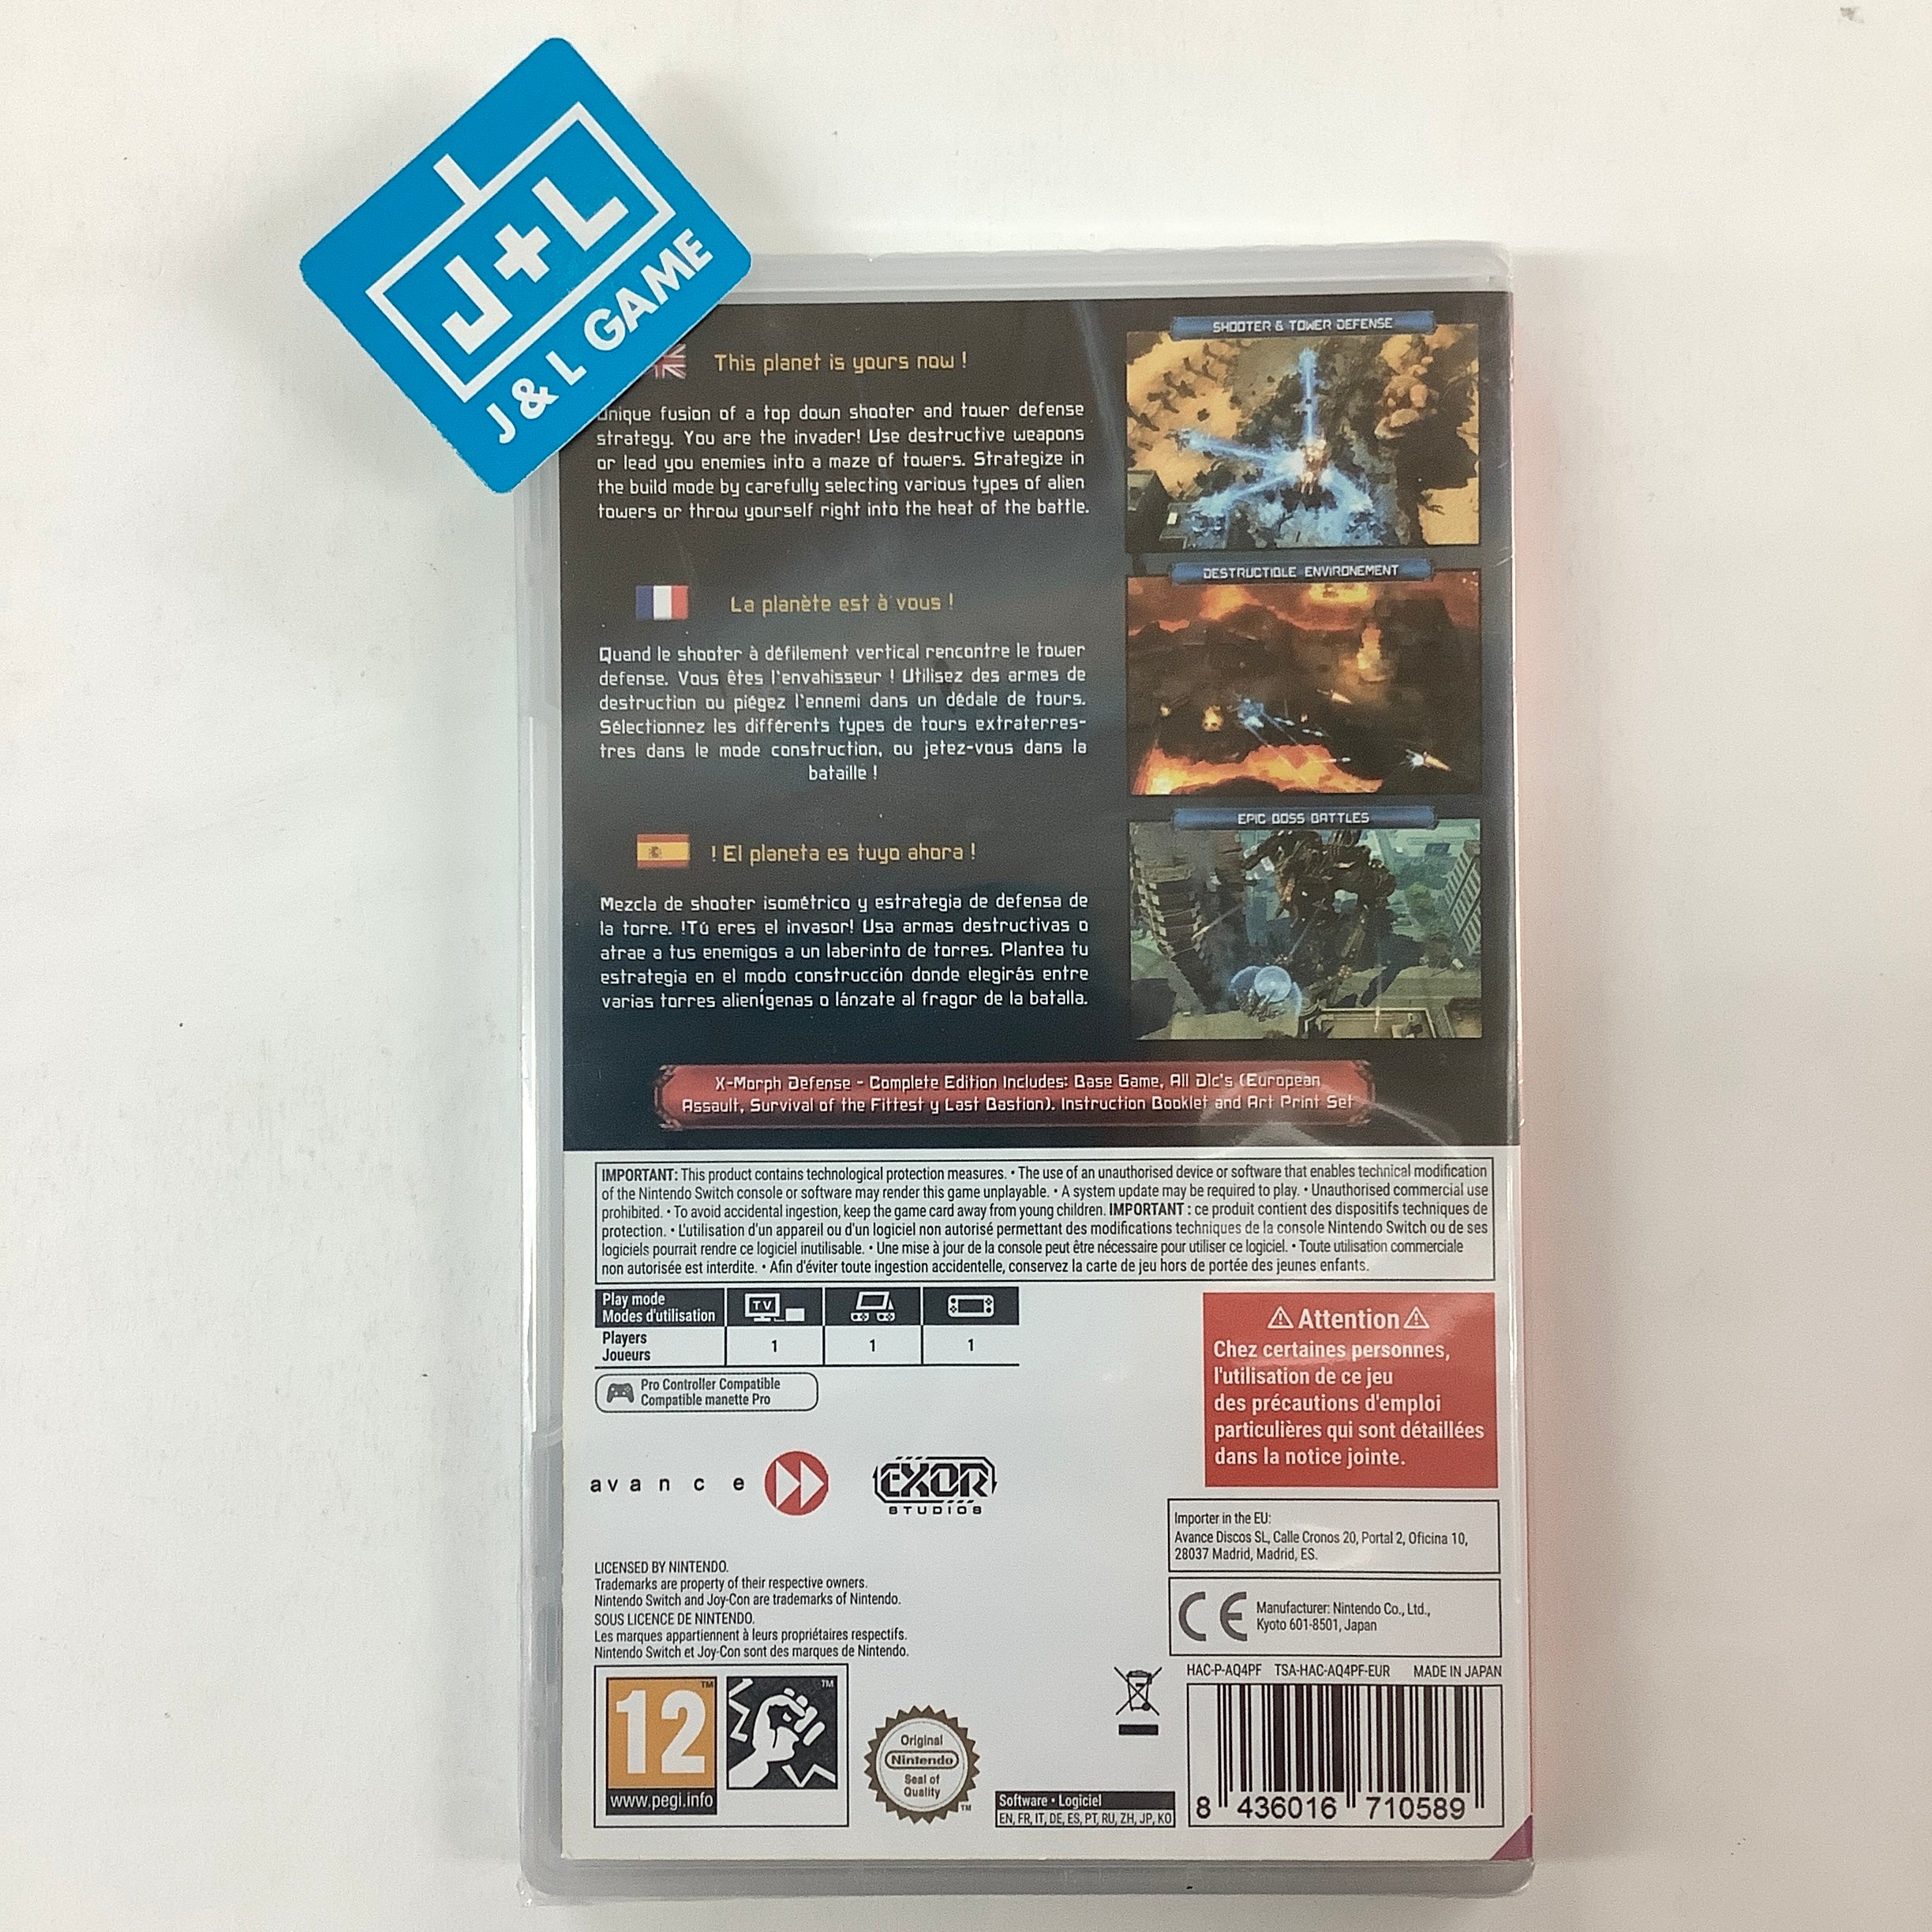 J+L
J & L GAME
This planet is yours now !
Unique fusion of a top down shooter and tower defense
strategy. You are the invader! Use destructive weapons
or lead you enemies into a maze of towers. Strategize in
the build mode by carefully selecting various types of alien
towers or throw yourself right into the heat of the battle.
SHOOTER & TOWER DEFENSE
La planète est à vous !
Quand le shooter à défilement vertical rencontre le tower
defense. Vous êtes l'envahisseur ! Utilisez des armes de
destruction ou piégez l'ennemi dans un dédale de tours.
Sélectionnez les différents types de tours extraterres-
tres dans le mode construction, ou jetez-vous dans la
bataille !
DESTRUCTIBLE ENVIRONEMENT
! El planeta es tuyo ahora !
Mezcla de shooter isométrico y estrategia de defensa de
la torre. !Tú eres el invasor! Usa armas destructivas o
atrae a tus enemigos a un laberinto de torres. Plantea tu
estrategia en el modo construcción donde elegirás entre
varias torres alienígenas o lánzate al fragor de la batalla.
EPIC BOSS BATTLES
X-Morph Defense - Complete Edition Includes: Base Game, All Dlc's (European
Assault, Survival of the Fittest y Last Bastion). Instruction Booklet and Art Print Set
IMPORTANT: This product contains technological protection measures. • The use of an unauthorised device or software that enables technical modification
of the Nintendo Switch console or software may render this game unplayable. • A system update may be required to play. • Unauthorised commercial use
prohibited. • To avoid accidental ingestion, keep the game card away from young children. IMPORTANT : ce produit contient des dispositifs techniques de
protection. • L'utilisation d'un appareil ou d'un logiciel non autorisé permettant des modifications techniques de la console Nintendo Switch ou de ses
logiciels pourrait rendre ce logiciel inutilisable. • Une mise à jour de la console peut être nécessaire pour utiliser ce logiciel. • Toute utilisation commerciale
non autorisée est interdite. • Afin d'éviter toute ingestion accidentelle, conservez la carte de jeu hors de portée des jeunes enfants.
Play mode
Modes d'utilisation
TV
Players
Joueurs
1 1 1
Pro Controller Compatible
Compatible manette Pro
⚠ Attention ⚠
Chez certaines personnes,
l'utilisation de ce jeu
des précautions d'emploi
particulières qui sont détaillées
dans la notice jointe.
avance
EXOR
STUDIOS
Importer in the EU:
Avance Discos SL, Calle Cronos 20, Portal 2, Oficina 10,
28037 Madrid, Madrid, ES.
CE
Manufacturer: Nintendo Co., Ltd.,
Kyoto 601-8501, Japan
LICENSED BY NINTENDO.
Trademarks are property of their respective owners.
Nintendo Switch and Joy-Con are trademarks of Nintendo.
SOUS LICENCE DE NINTENDO.
Les marques appartiennent à leurs propriétaires respectifs.
Nintendo Switch et Joy-Con sont des marques de Nintendo.
HAC-P-AQ4PF TSA-HAC-AQ4PF-EUR MADE IN JAPAN
12 ™
www.pegi.info
™
Original
Nintendo
Seal of
Quality
™
Software • Logiciel
EN, FR, IT, DE, ES, PT, RU, ZH, JP, KO
8 436016 710589